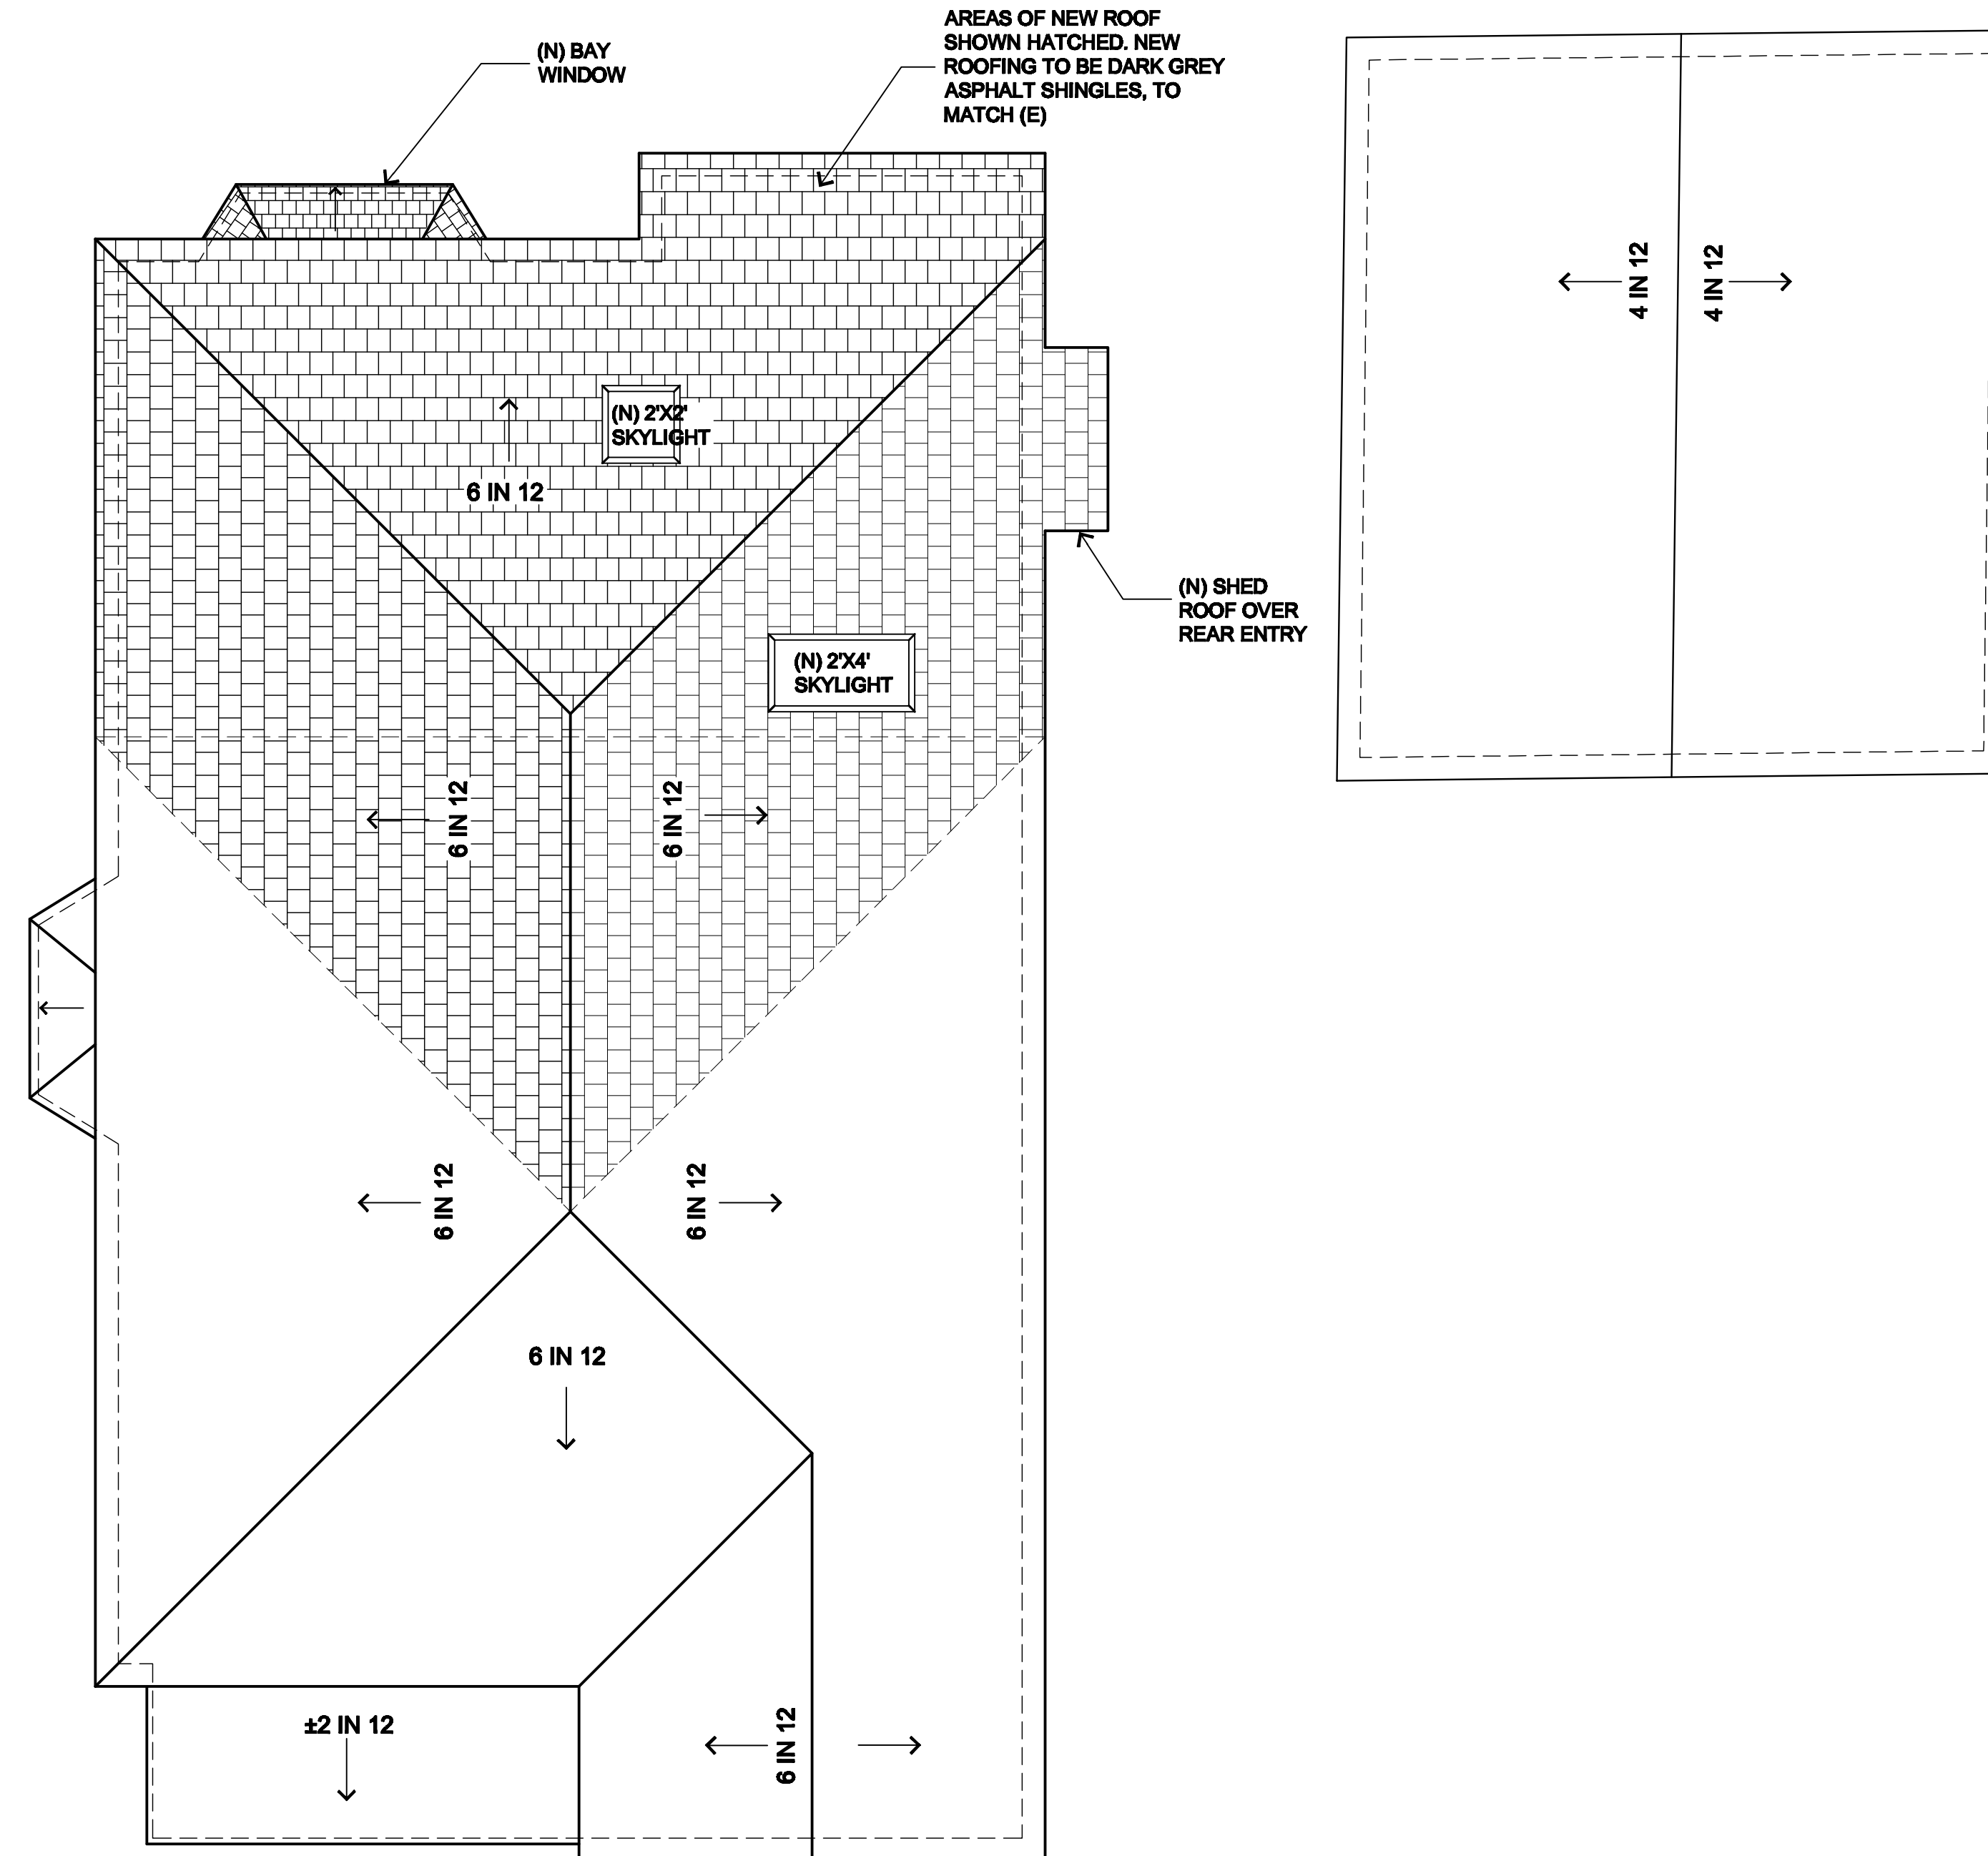 AREAS OF NEW ROOF
SHOWN HATCHED. NEW
ROOFING TO BE DARK GREY
ASPHALT SHINGLES, TO
MATCH (E)
(N) BAY
WINDOW
4 IN 12
4 IN 12
(N) 2'X2'
SKYLIGHT
6 IN 12
(N) SHED
ROOF OVER
REAR ENTRY
(N) 2'X4'
SKYLIGHT
6 IN 12
6 IN 12
6 IN 12
6 IN 12
6 IN 12
±2 IN 12
6 IN 12